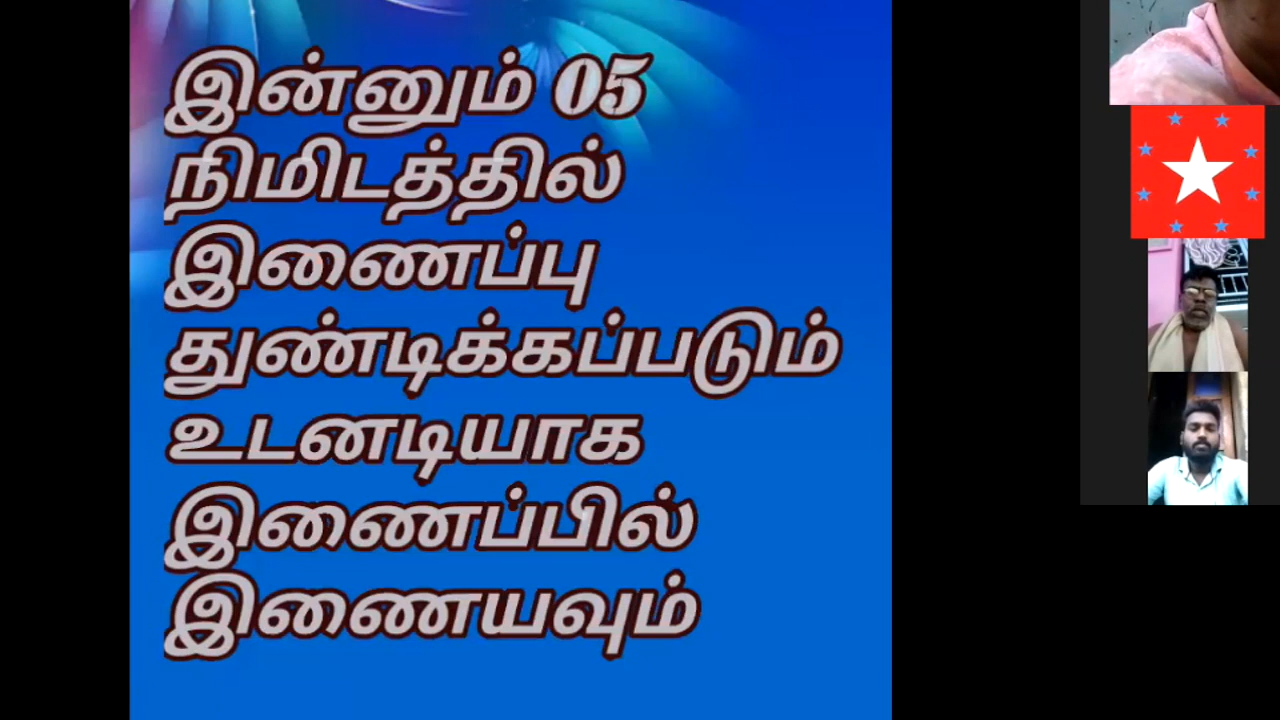 இன்னும் 05
நிமிடத்தில்
இணைப்பு
துண்டிக்கப்படும்
உடனடியாக
இணைப்பில்
இணையவும்